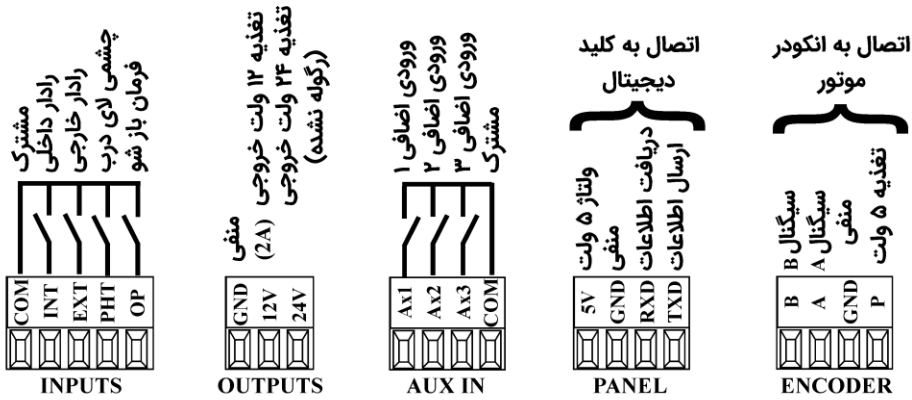 مشترک
رادار داخلی
رادار خارجی
چشمی لای درب
فرمان باز شو
COM
INT
EXT
PHT
OP
INPUTS
منفی
تغذیه ۱۲ ولت خروجی (2A)
تغذیه ۲۴ ولت خروجی
(رگوله نشده)
GND
12V
24V
OUTPUTS
ورودی اضافی ۱
ورودی اضافی ۲
ورودی اضافی ۳
مشترک
Ax1
Ax2
Ax3
COM
AUX IN
اتصال به کلید
دیجیتال
ولتاژ ۵ ولت
منفی
دریافت اطلاعات
ارسال اطلاعات
5V
GND
RXD
TXD
PANEL
اتصال به انکودر
موتور
سیگنال B
سیگنال A
منفی
تغذیه ۵ ولت
B
A
GND
P
ENCODER